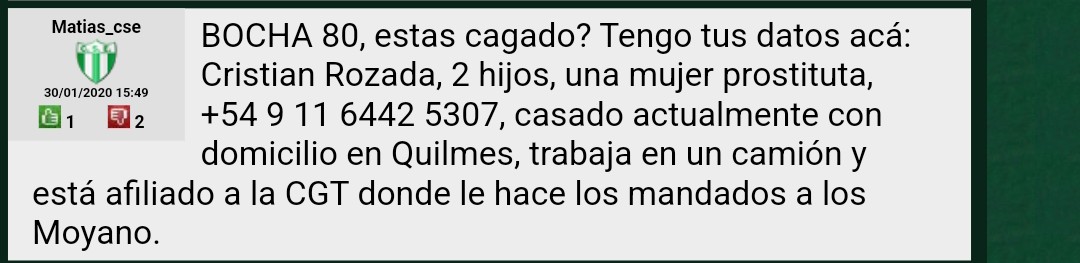 Matias_cse
C S E
30/01/2020 15:49
1 2
BOCHA 80, estas cagado? Tengo tus datos acá:
Cristian Rozada, 2 hijos, una mujer prostituta,
+54 9 11 6442 5307, casado actualmente con
domicilio en Quilmes, trabaja en un camión y
está afiliado a la CGT donde le hace los mandados a los
Moyano.